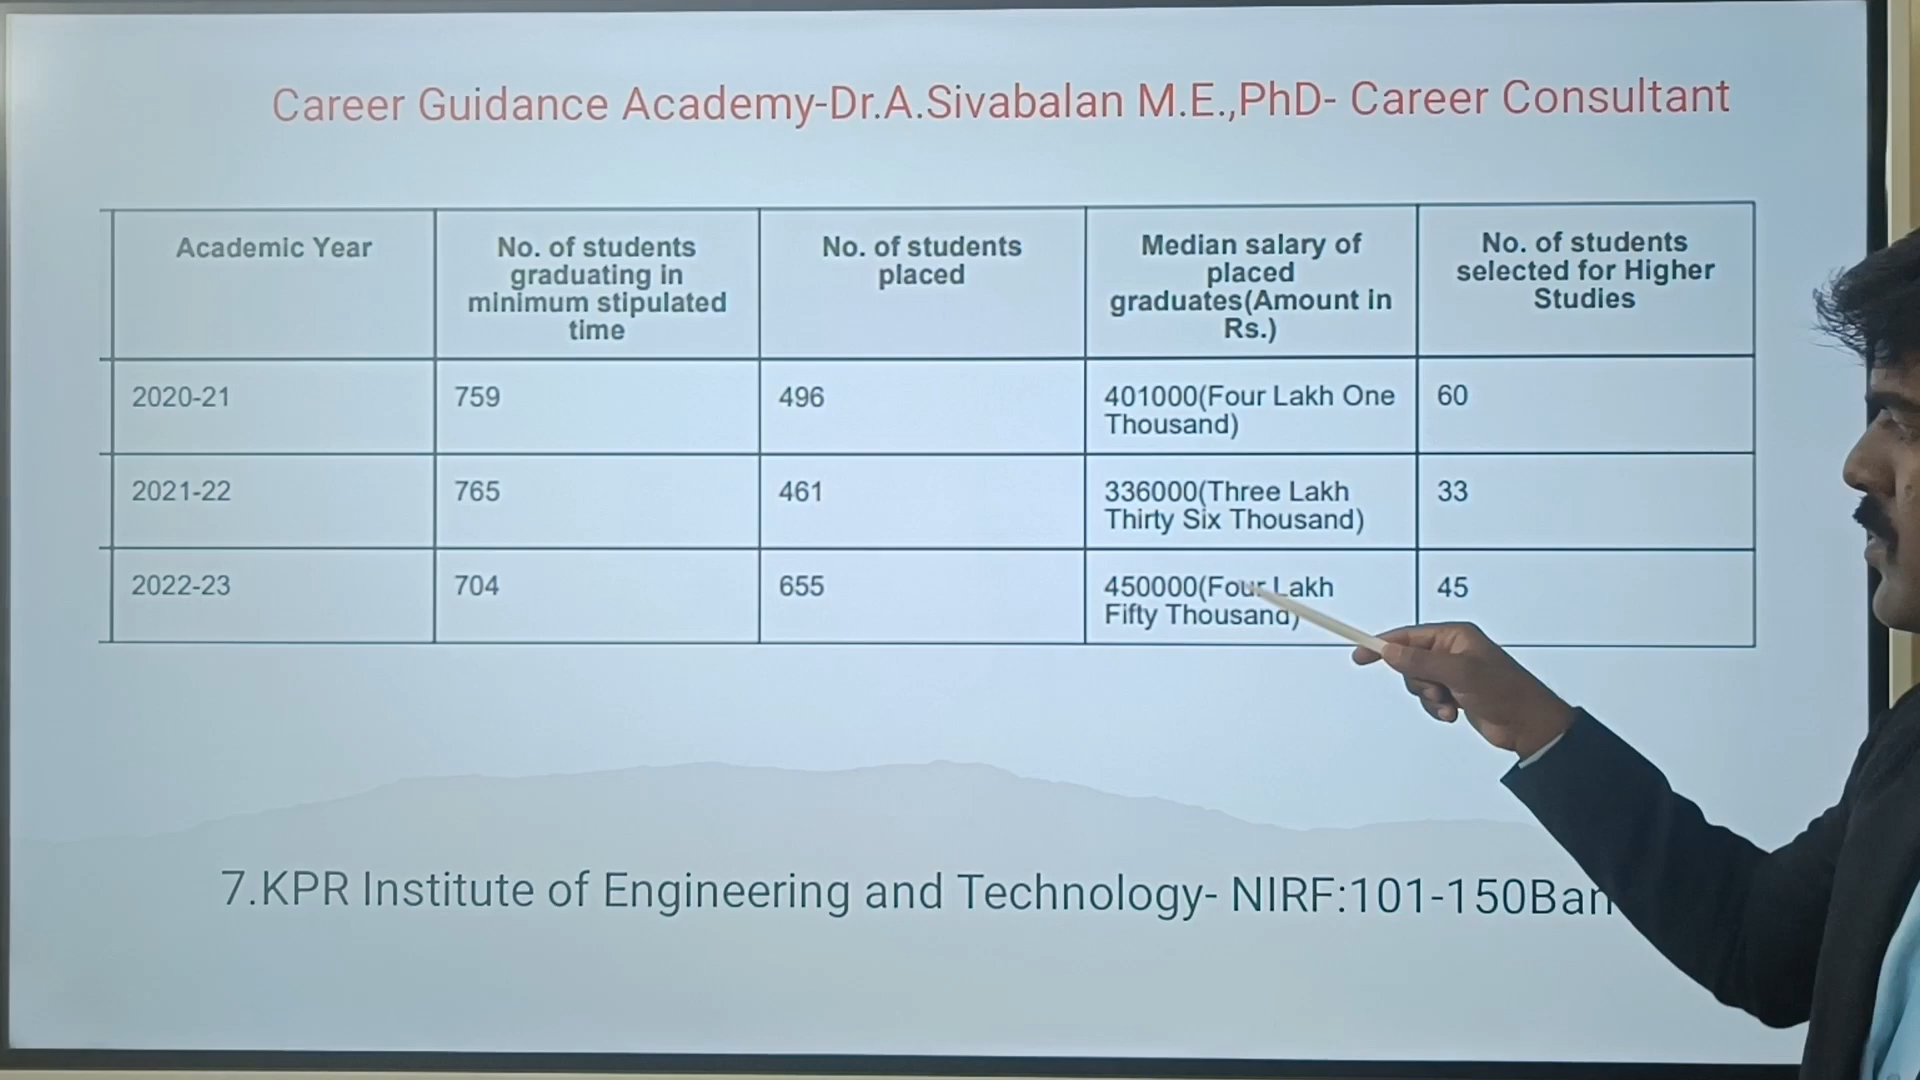 Career Guidance Academy-Dr.A.Sivabalan M.E.,PhD- Career Consultant
Academic Year
No. of students
graduating in
minimum stipulated
time
No. of students
placed
Median salary of
placed
graduates(Amount in
Rs.)
No. of students
selected for Higher
Studies
2020-21
759
496
401000(Four Lakh One
Thousand)
60
2021-22
765
461
336000(Three Lakh
Thirty Six Thousand)
33
2022-23
704
655
450000(Four Lakh
Fifty Thousand)
45
7.KPR Institute of Engineering and Technology- NIRF:101-150